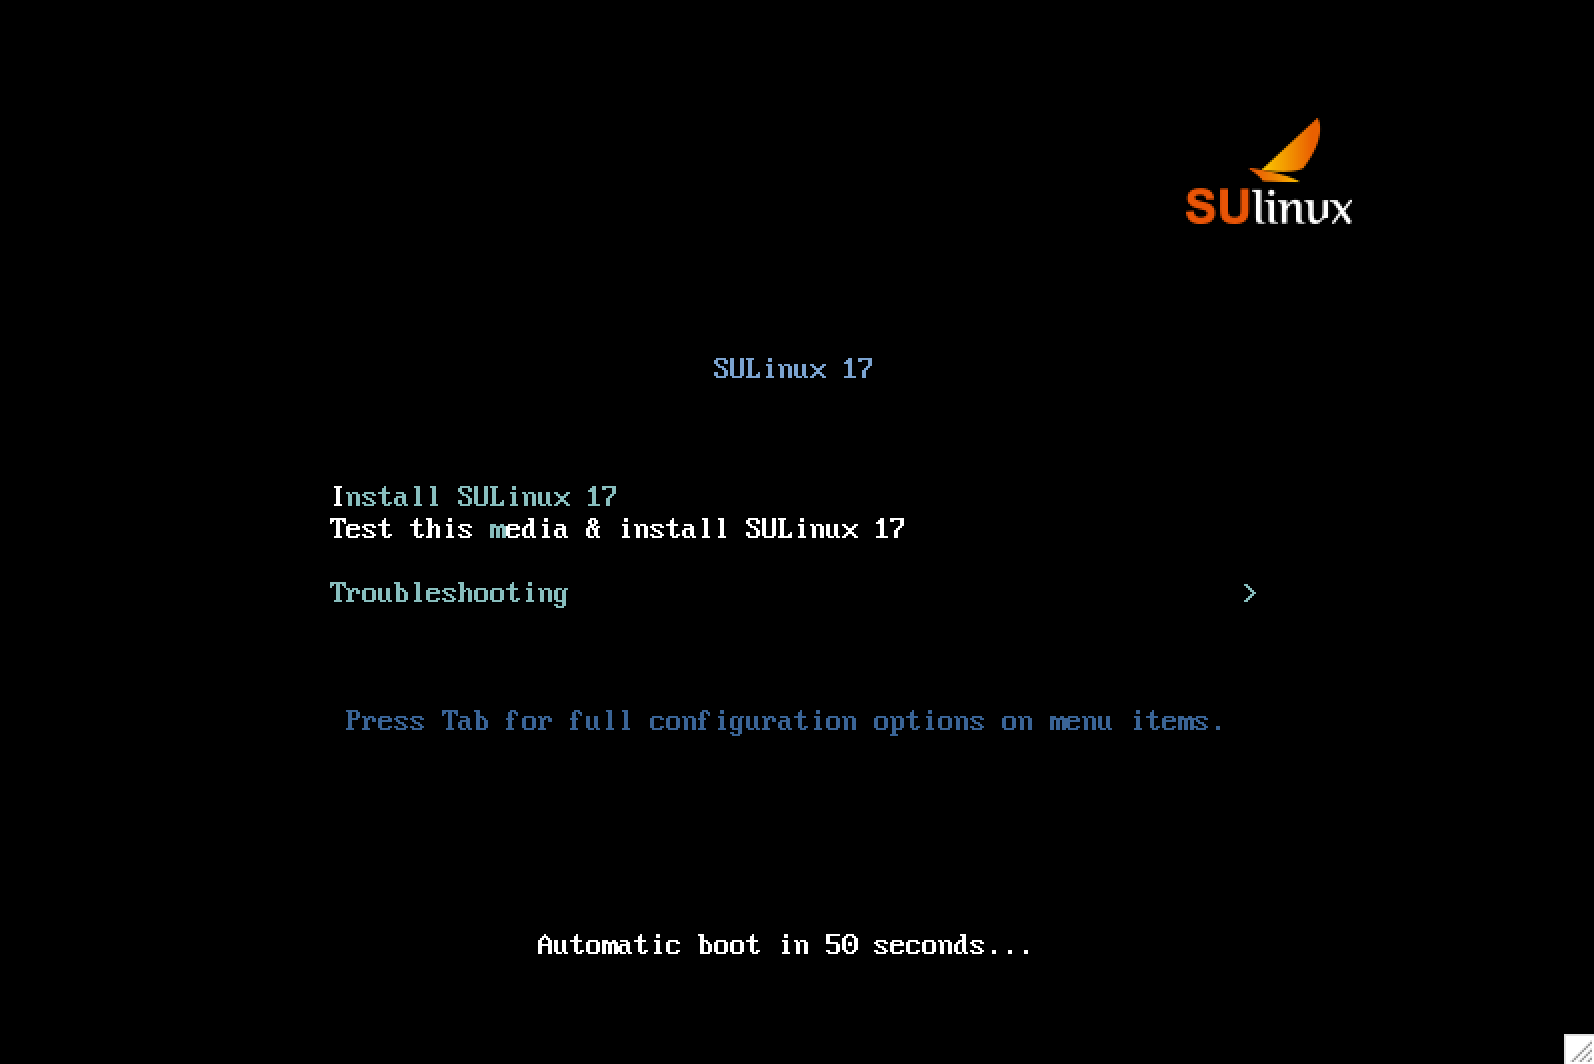 SUlinux
SULinux 17
Install SULinux 17
Test this media & install SULinux 17
Troubleshooting >
Press Tab for full configuration options on menu items.
Automatic boot in 50 seconds...